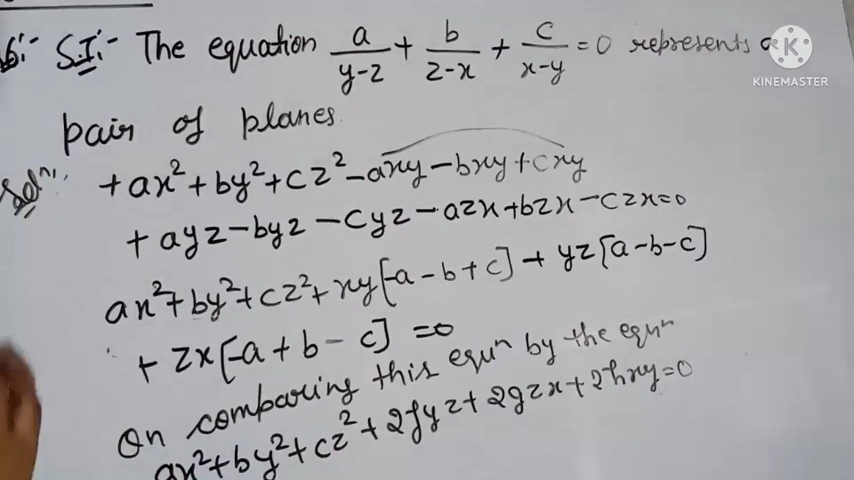 6:- S.I:- The equation a/(y-z) + b/(z-x) + c/(x-y) = 0 represents a
pair of planes.
Solⁿ:- + ax² + by² + cz² - axy - bxy + cxy
+ ayz - byz - cyz - azx + bzx - czx = 0
ax² + by² + cz² + xy[-a - b + c] + yz[a - b - c]
+ zx[-a + b - c] = 0
On comparing this equⁿ by the equⁿ
ax² + by² + cz² + 2fyz + 2gzx + 2hxy = 0
K
KINEMASTER